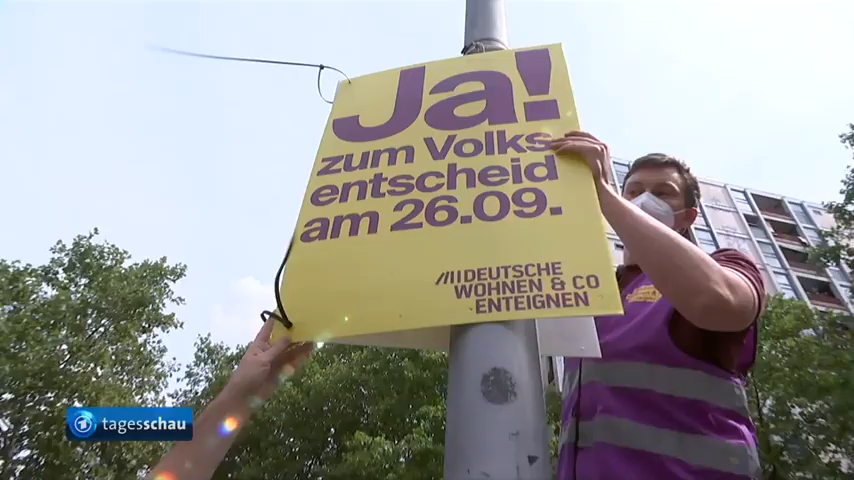 Ja!
zum Volks
entscheid
am 26.09.
DEUTSCHE
WOHNEN & CO
ENTEIGNEN
tagesschau